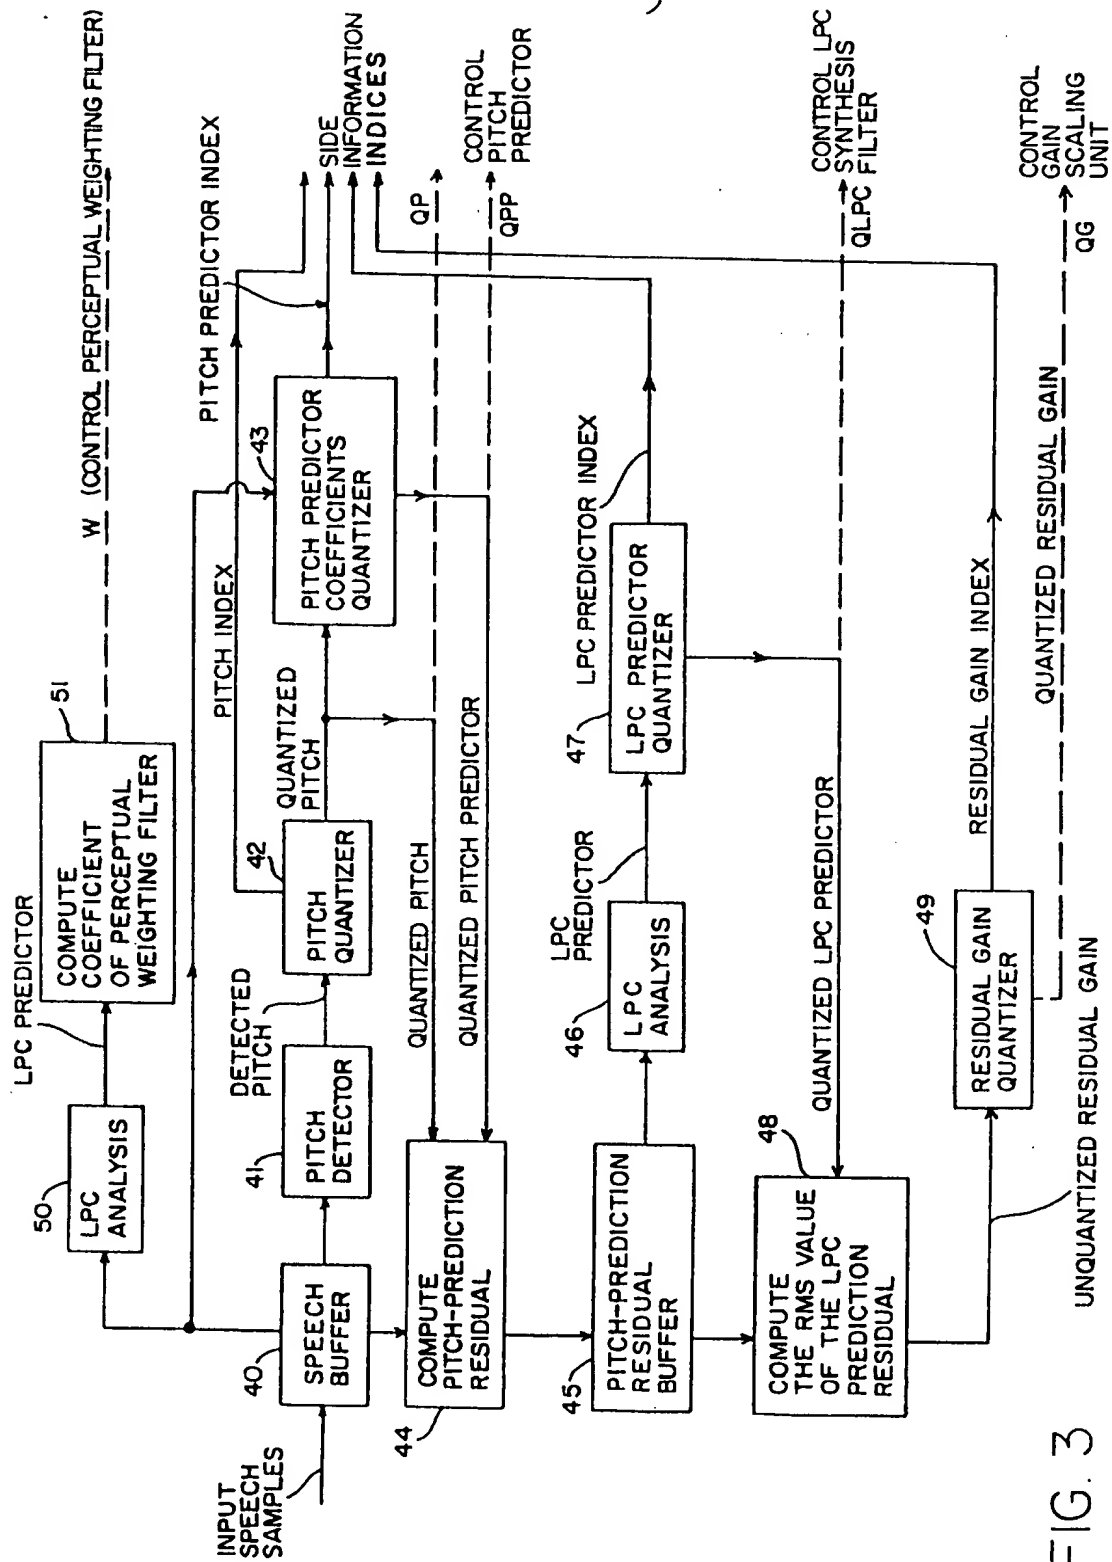 LPC PREDICTOR
50
LPC
ANALYSIS
51
COMPUTE
COEFFICIENT
OF PERCEPTUAL
WEIGHTING FILTER
W (CONTROL PERCEPTUAL WEIGHTING FILTER)
INPUT
SPEECH
SAMPLES
40
SPEECH
BUFFER
41
PITCH
DETECTOR
DETECTED
PITCH
42
PITCH
QUANTIZER
PITCH INDEX
QUANTIZED
PITCH
43
PITCH PREDICTOR
COEFFICIENTS
QUANTIZER
PITCH PREDICTOR INDEX
SIDE
INFORMATION
INDICES
QP
QPP
CONTROL
PITCH
PREDICTOR
44
COMPUTE
PITCH-PREDICTION
RESIDUAL
QUANTIZED PITCH
QUANTIZED PITCH PREDICTOR
45
PITCH-PREDICTION
RESIDUAL
BUFFER
46
LPC
ANALYSIS
LPC
PREDICTOR
47
LPC PREDICTOR
QUANTIZER
LPC PREDICTOR INDEX
48
COMPUTE
THE RMS VALUE
OF THE LPC
PREDICTION
RESIDUAL
QUANTIZED LPC PREDICTOR
QLPC
CONTROL LPC
SYNTHESIS
FILTER
49
RESIDUAL GAIN
QUANTIZER
RESIDUAL GAIN INDEX
QUANTIZED RESIDUAL GAIN
QG
CONTROL
GAIN
SCALING
UNIT
UNQUANTIZED RESIDUAL GAIN
FIG. 3